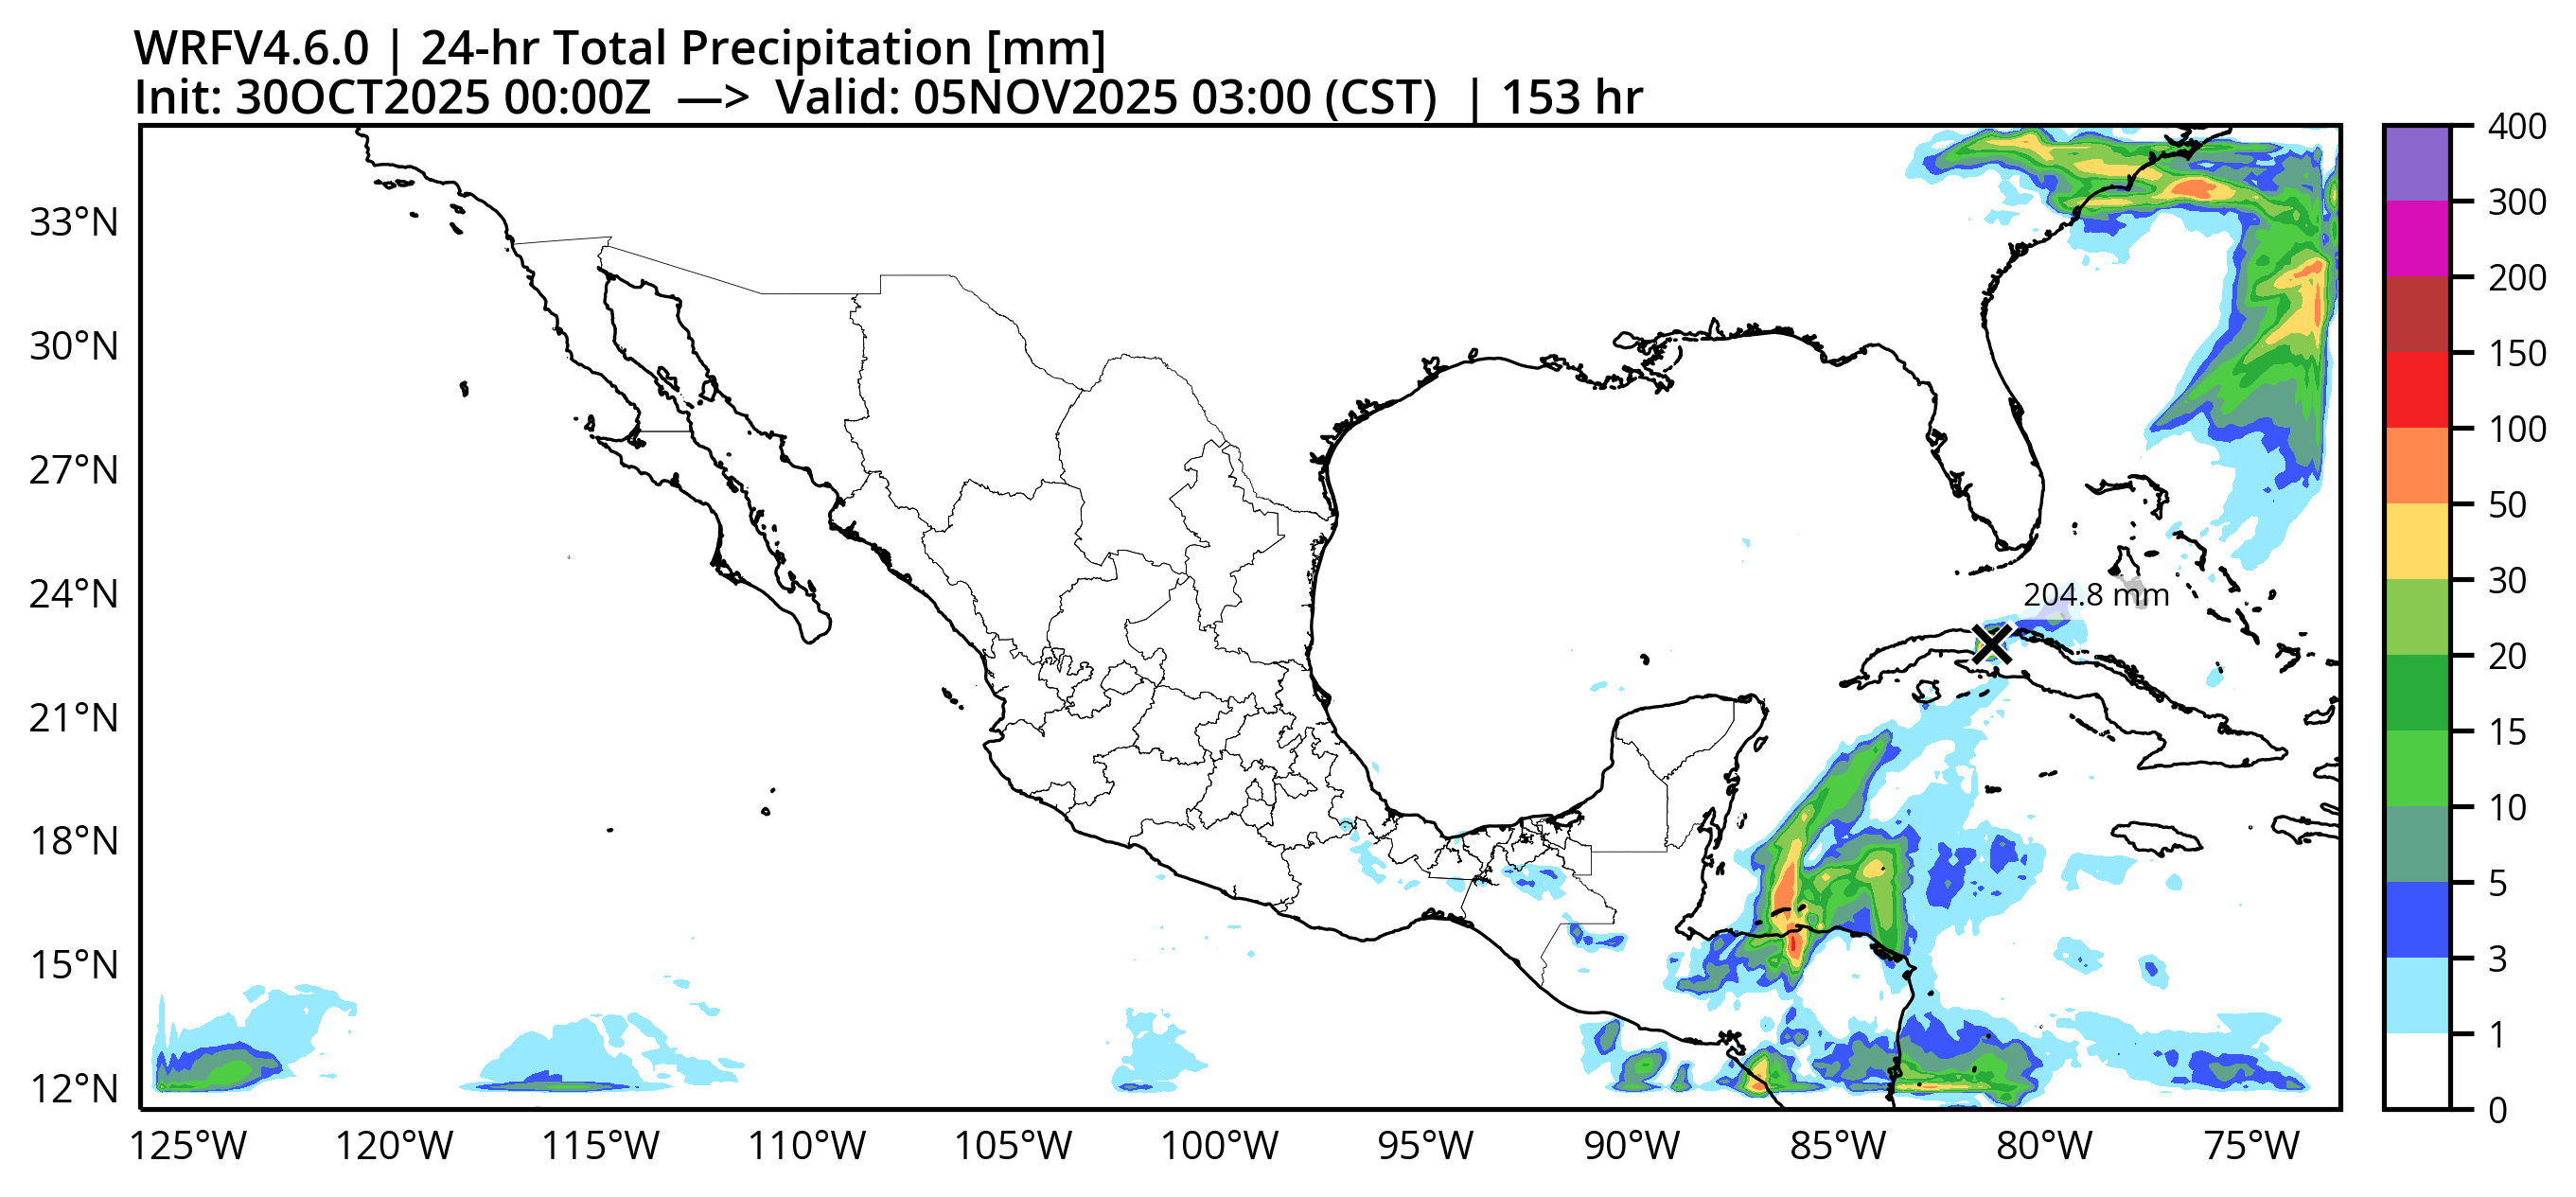 WRFV4.6.0 | 24-hr Total Precipitation [mm]
Init: 30OCT2025 00:00Z —> Valid: 05NOV2025 03:00 (CST) | 153 hr
33°N
30°N
27°N
24°N
21°N
18°N
15°N
12°N
204.8 mm
125°W
120°W
115°W
110°W
105°W
100°W
95°W
90°W
85°W
80°W
75°W
400
300
200
150
100
50
30
20
15
10
5
3
1
0